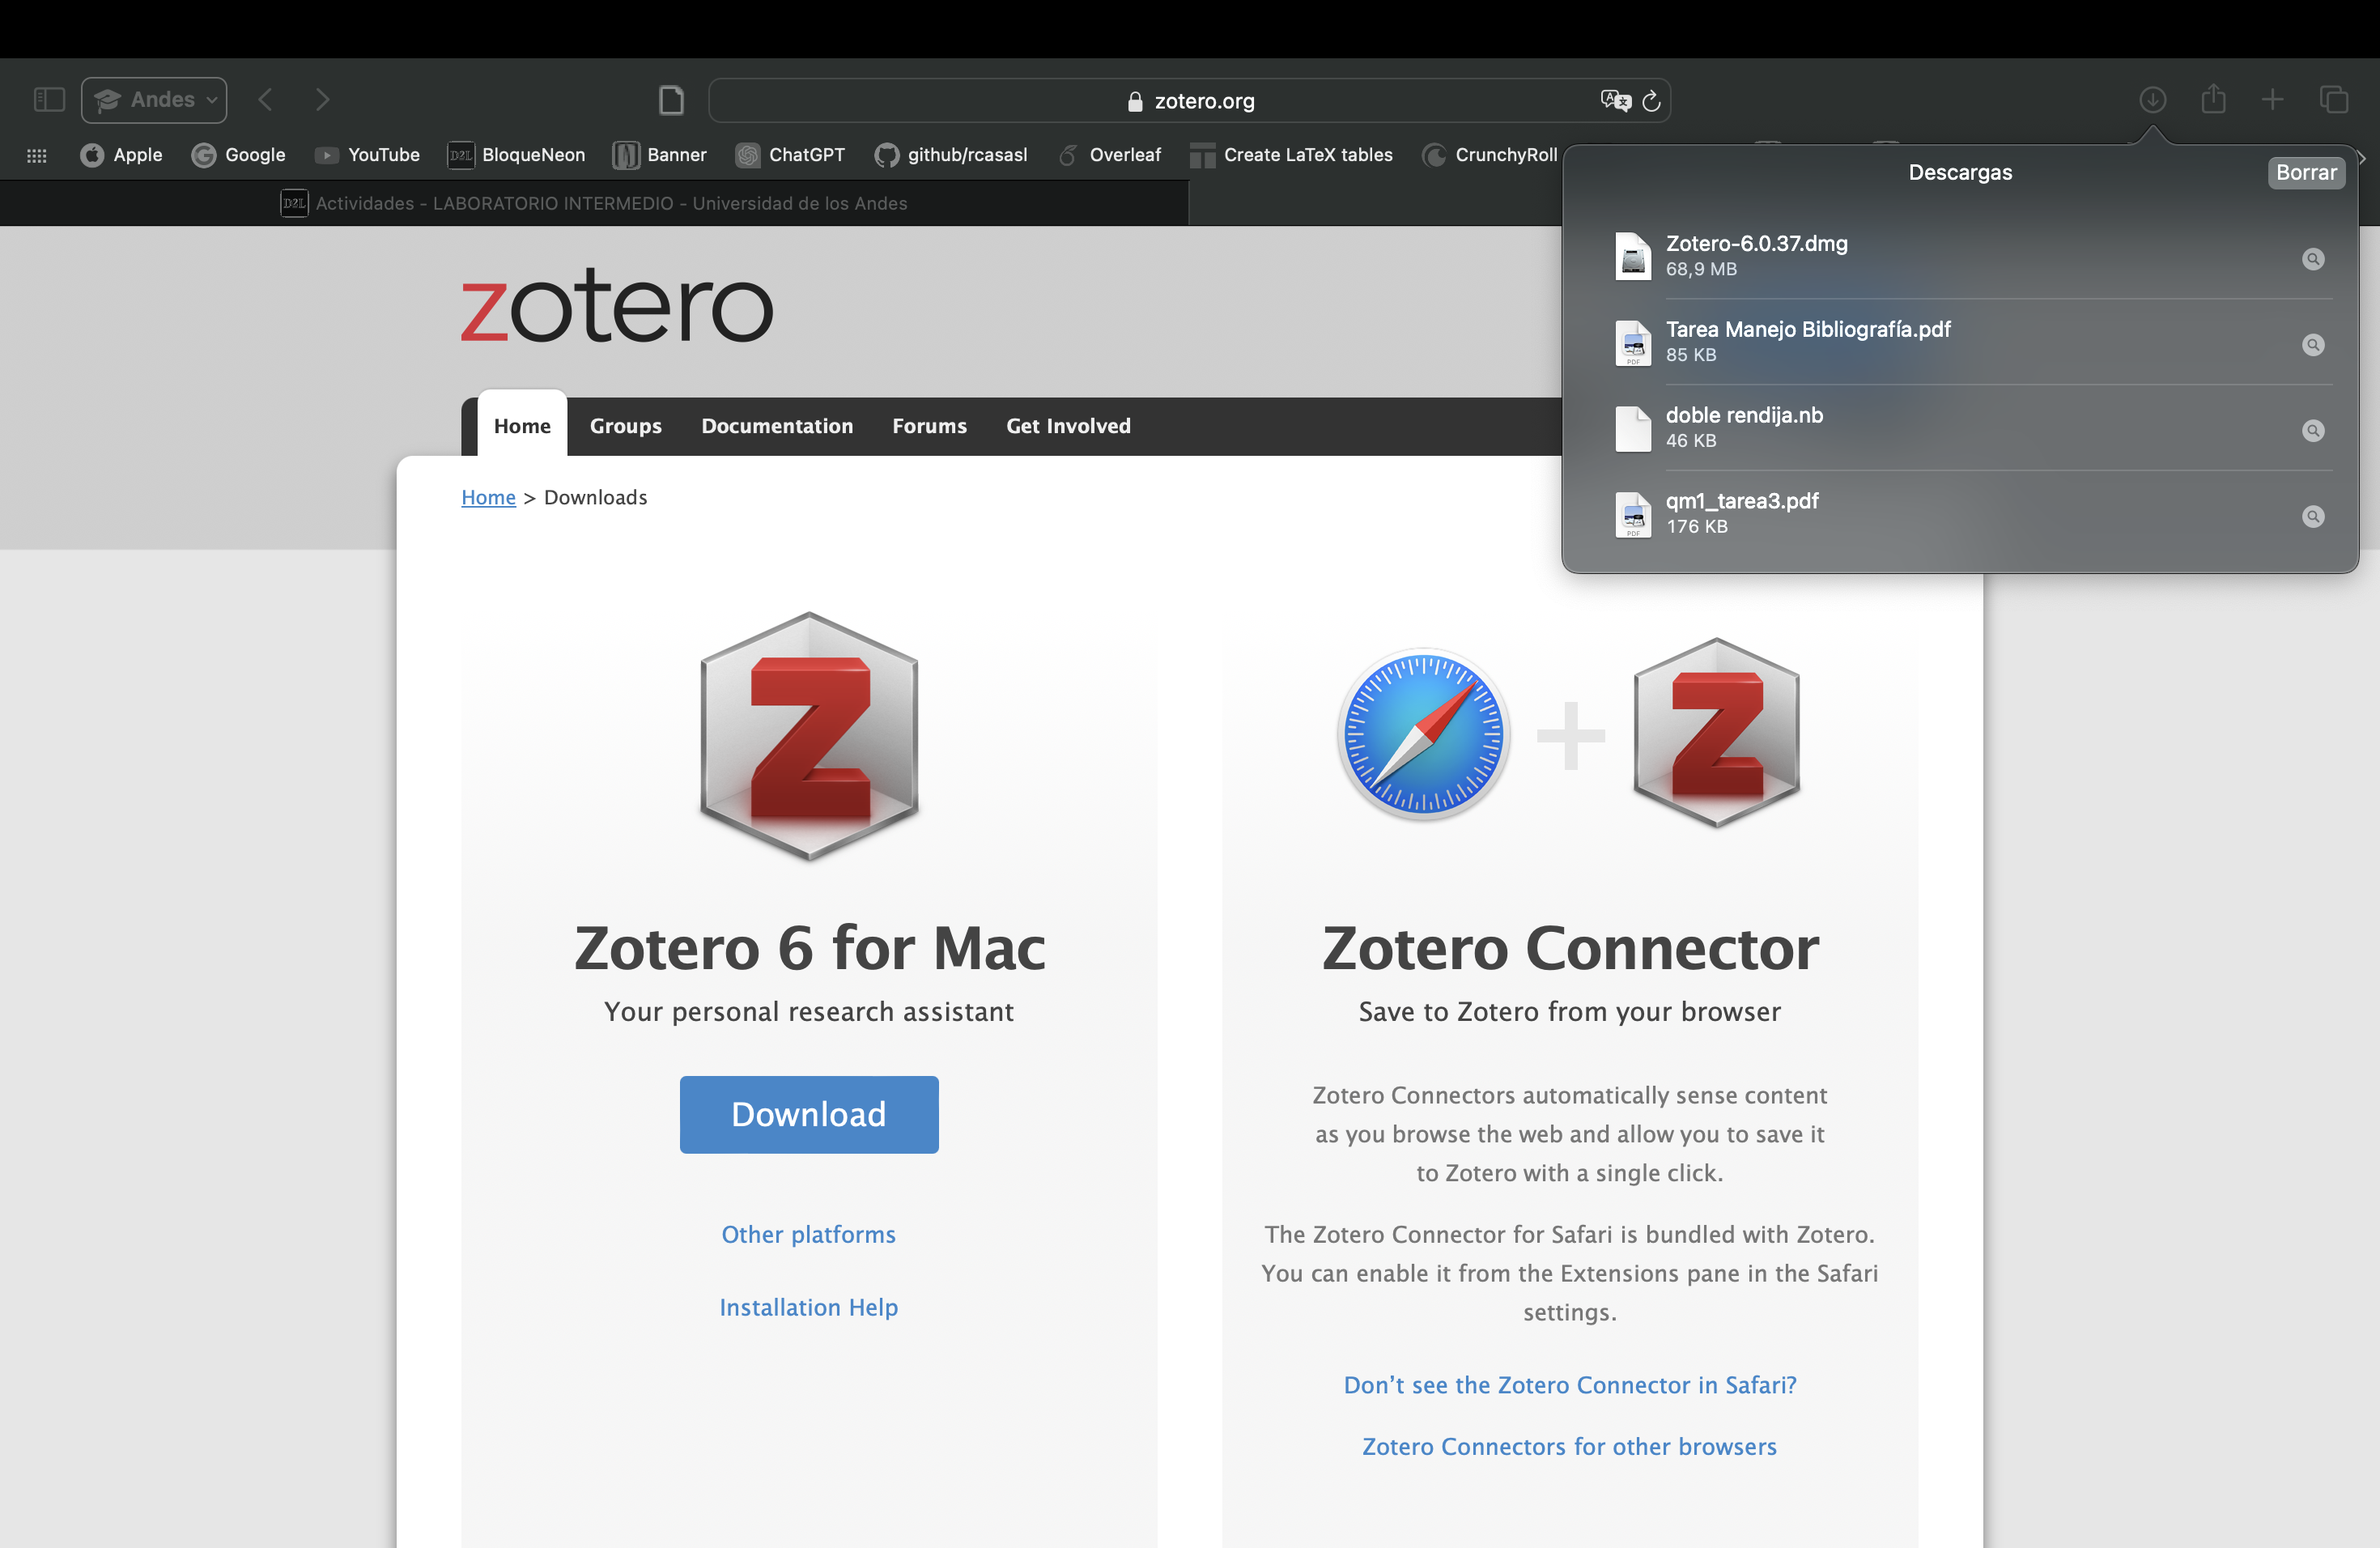 Andes
zotero.org
Apple
Google
YouTube
D2L
BloqueNeon
Banner
ChatGPT
github/rcasasl
Overleaf
Create LaTeX tables
CrunchyRoll
D2L
Actividades - LABORATORIO INTERMEDIO - Universidad de los Andes
Descargas
Borrar
Zotero-6.0.37.dmg
68,9 MB
Tarea Manejo Bibliografía.pdf
85 KB
PDF
doble rendija.nb
46 KB
qm1_tarea3.pdf
176 KB
PDF
zotero
Home
Groups
Documentation
Forums
Get Involved
Home > Downloads
Z
Z
Zotero 6 for Mac
Your personal research assistant
Download
Other platforms
Installation Help
Zotero Connector
Save to Zotero from your browser
Zotero Connectors automatically sense content
as you browse the web and allow you to save it
to Zotero with a single click.
The Zotero Connector for Safari is bundled with Zotero.
You can enable it from the Extensions pane in the Safari
settings.
Don’t see the Zotero Connector in Safari?
Zotero Connectors for other browsers